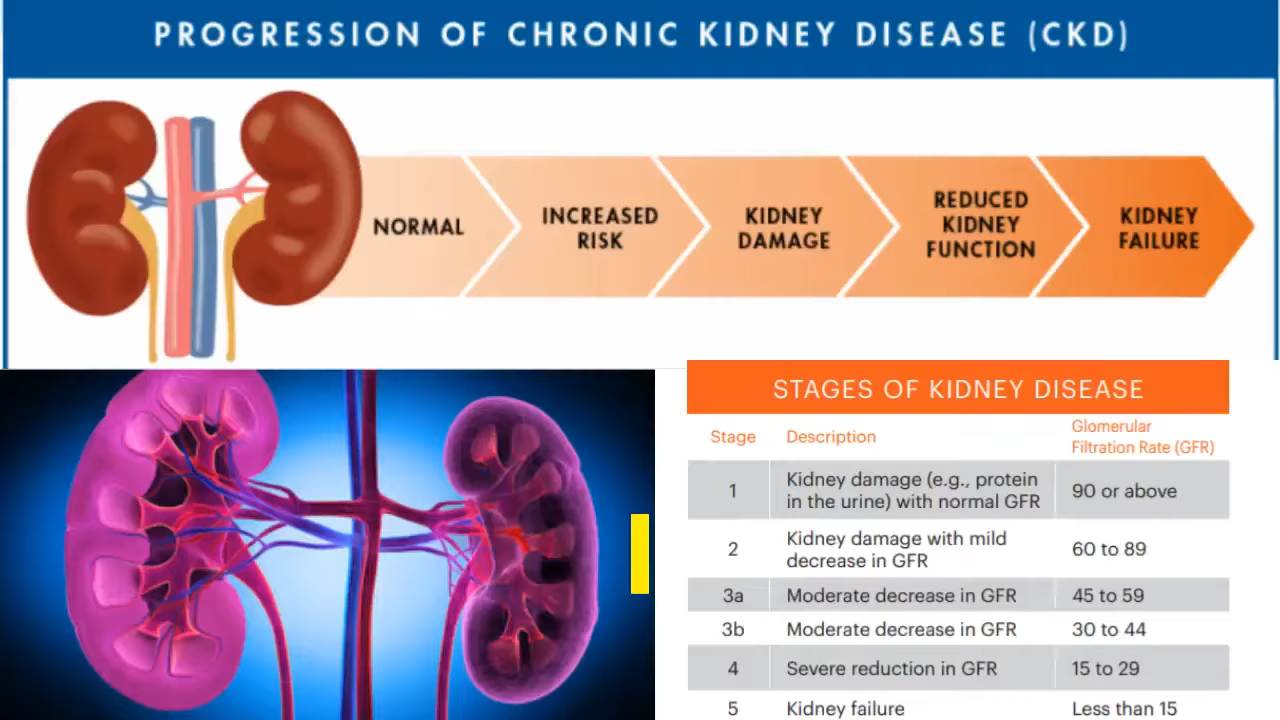 PROGRESSION OF CHRONIC KIDNEY DISEASE (CKD)
NORMAL
INCREASED
RISK
KIDNEY
DAMAGE
REDUCED
KIDNEY
FUNCTION
KIDNEY
FAILURE
STAGES OF KIDNEY DISEASE
Stage Description Glomerular
Filtration Rate (GFR)
1 Kidney damage (e.g., protein
in the urine) with normal GFR 90 or above
2 Kidney damage with mild
decrease in GFR 60 to 89
3a Moderate decrease in GFR 45 to 59
3b Moderate decrease in GFR 30 to 44
4 Severe reduction in GFR 15 to 29
5 Kidney failure Less than 15